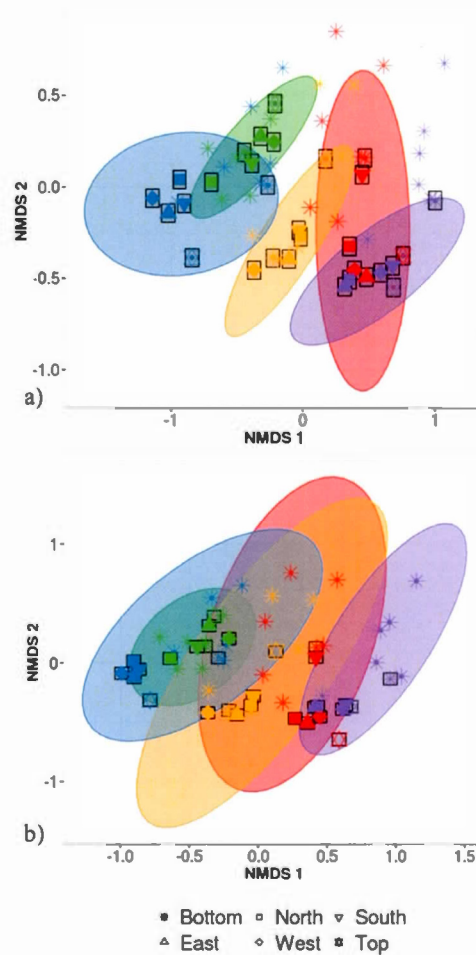 0.5-
0.0-
-0.5-
-1.0-
NMDS 2
a)
-1 0 1
NMDS 1
1-
0-
-1-
NMDS 2
b)
-1.0 -0.5 0.0 0.5 1.0 1.5
NMDS 1
Bottom North South
East West Top